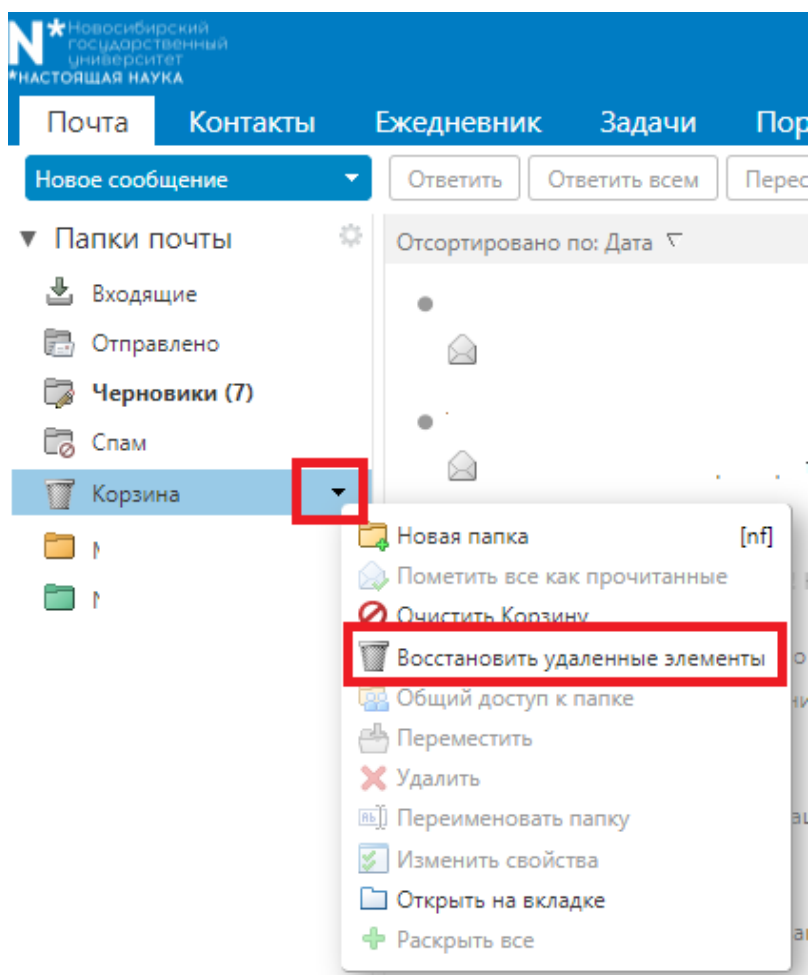 N* Новосибирский
государственный
университет
*НАСТОЯЩАЯ НАУКА
Почта Контакты Ежедневник Задачи Пор
Новое сообщение Ответить Ответить всем Перес
Папки почты Отсортировано по: Дата
Входящие
Отправлено
Черновики (7)
Спам
Корзина
Новая папка [nf]
Пометить все как прочитанные
Очистить Корзину
Восстановить удаленные элементы
Общий доступ к папке
Переместить
Удалить
Переименовать папку
Изменить свойства
Открыть на вкладке
Раскрыть все